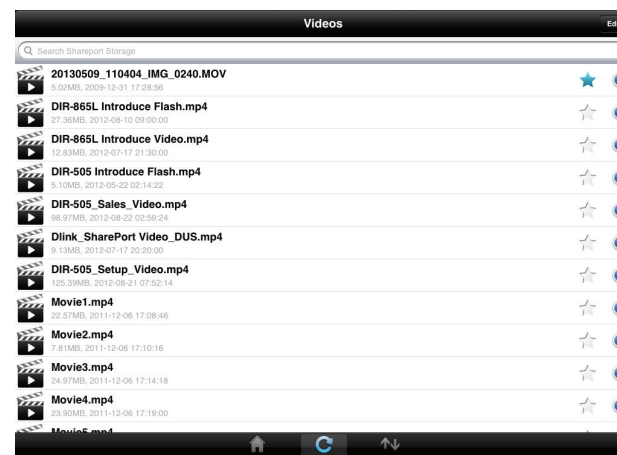 Videos
Search Shareport Storage
20130509_110404_IMG_0240.MOV
5.02MB, 2009-12-31 17:28:56
DIR-865L Introduce Flash.mp4
27.36MB, 2012-08-10 09:00:00
DIR-865L Introduce Video.mp4
12.83MB, 2012-07-17 21:30:00
DIR-505 Introduce Flash.mp4
5.10MB, 2012-05-22 02:14:22
DIR-505_Sales_Video.mp4
98.97MB, 2012-08-22 02:59:24
Dlink_SharePort Video_DUS.mp4
9.13MB, 2012-07-17 20:20:00
DIR-505_Setup_Video.mp4
125.39MB, 2012-08-21 07:52:14
Movie1.mp4
22.57MB, 2011-12-06 17:08:46
Movie2.mp4
7.81MB, 2011-12-06 17:10:16
Movie3.mp4
24.97MB, 2011-12-06 17:14:18
Movie4.mp4
23.90MB, 2011-12-06 17:19:00
Movie5.mp4